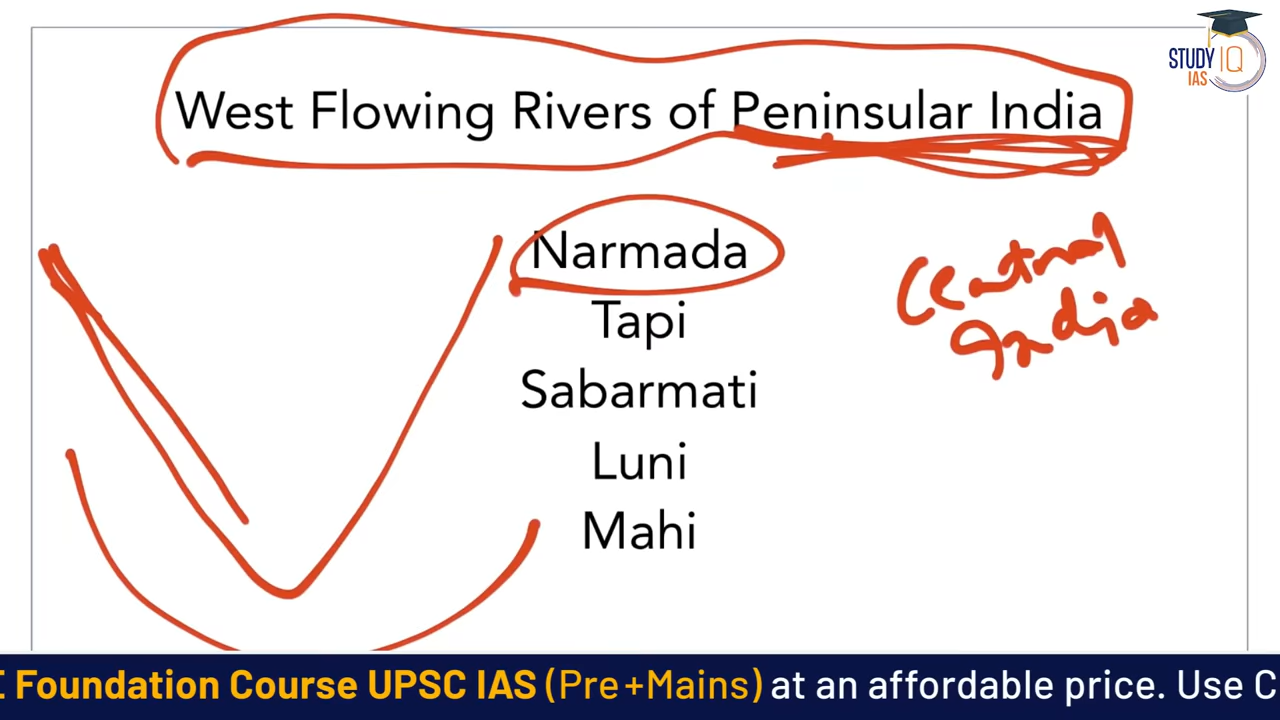 STUDY IQ
IAS
West Flowing Rivers of Peninsular India
Narmada
Tapi
Sabarmati
Luni
Mahi
Central
India
Foundation Course UPSC IAS (Pre+Mains) at an affordable price. Use C